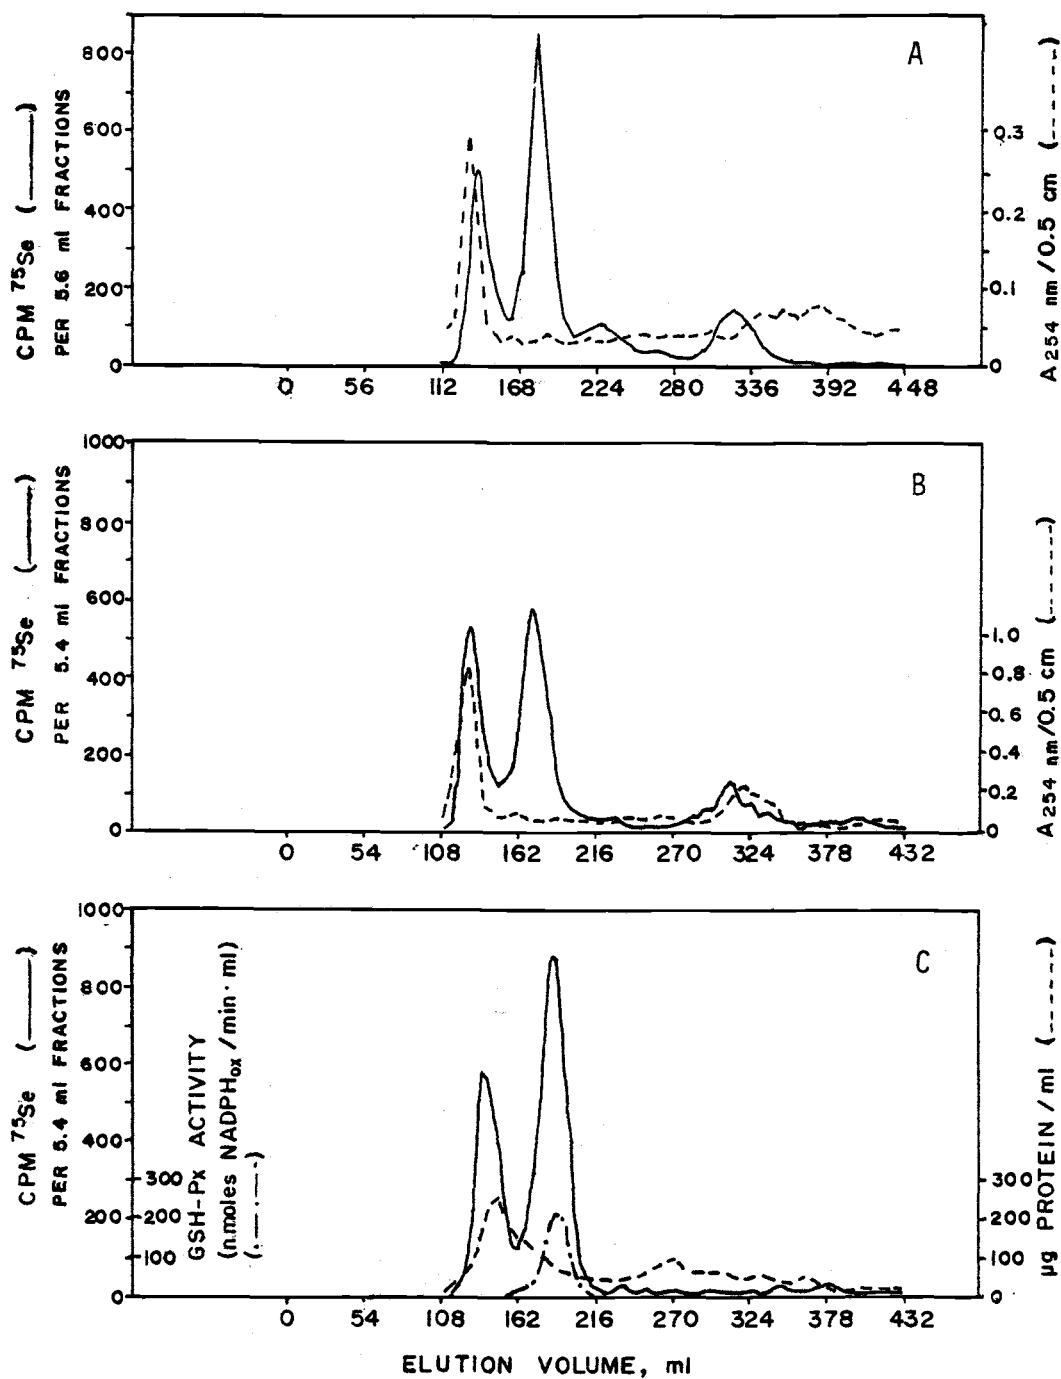 A
CPM 75Se (____)
PER 5.6 ml FRACTIONS
800
600
400
200
0
0.3
0.2
0.1
0
A254 nm/0.5 cm (------)
0 56 112 168 224 280 336 392 448
B
CPM 75Se (____)
PER 5.4 ml FRACTIONS
1000
800
600
400
200
0
1.0
0.8
0.6
0.4
0.2
0
A254 nm/0.5 cm (------)
0 54 108 162 216 270 324 378 432
C
CPM 75Se (____)
PER 5.4 ml FRACTIONS
1000
800
600
400
200
0
300
200
100
GSH-Px ACTIVITY
(n.moles NADPHox/min·ml)
(.—.—.)
300
200
100
0
µg PROTEIN/ml (------)
0 54 108 162 216 270 324 378 432
ELUTION VOLUME, ml